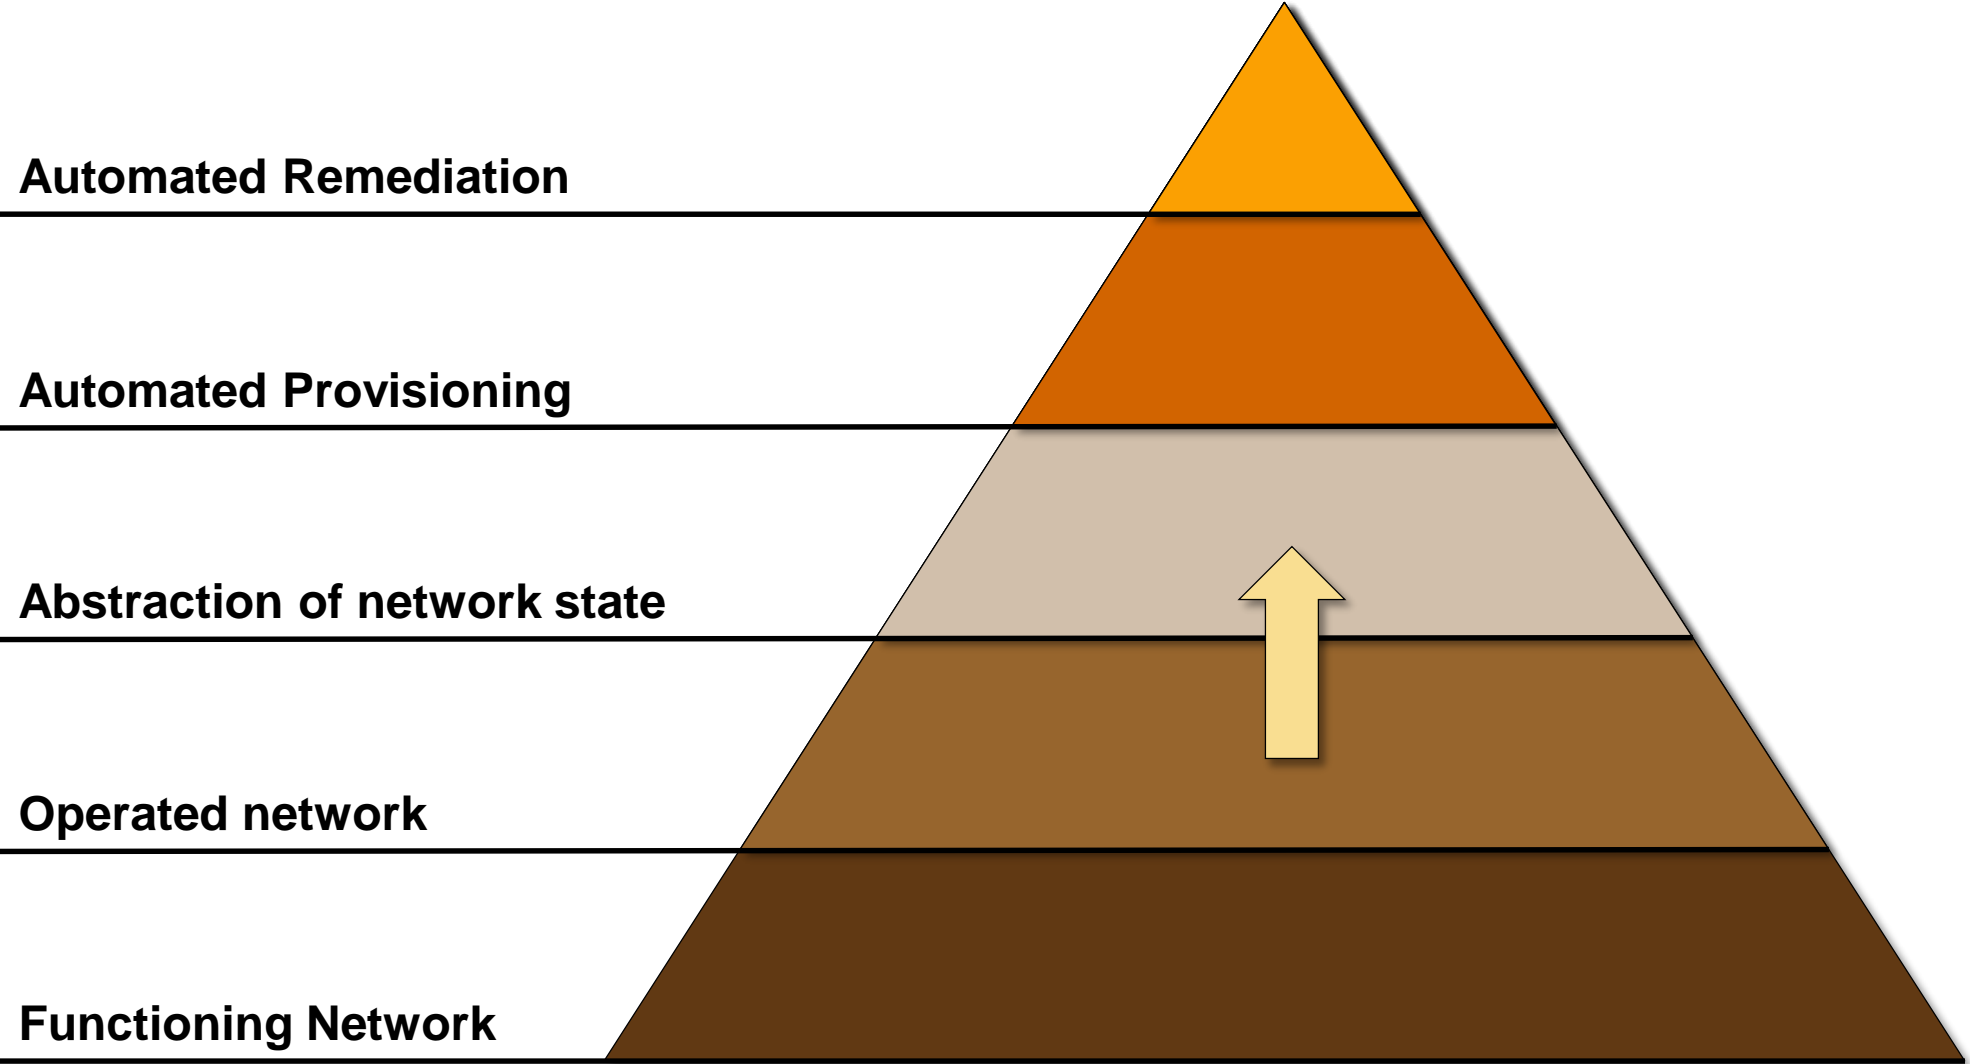 Automated Remediation
Automated Provisioning
Abstraction of network state
Operated network
Functioning Network